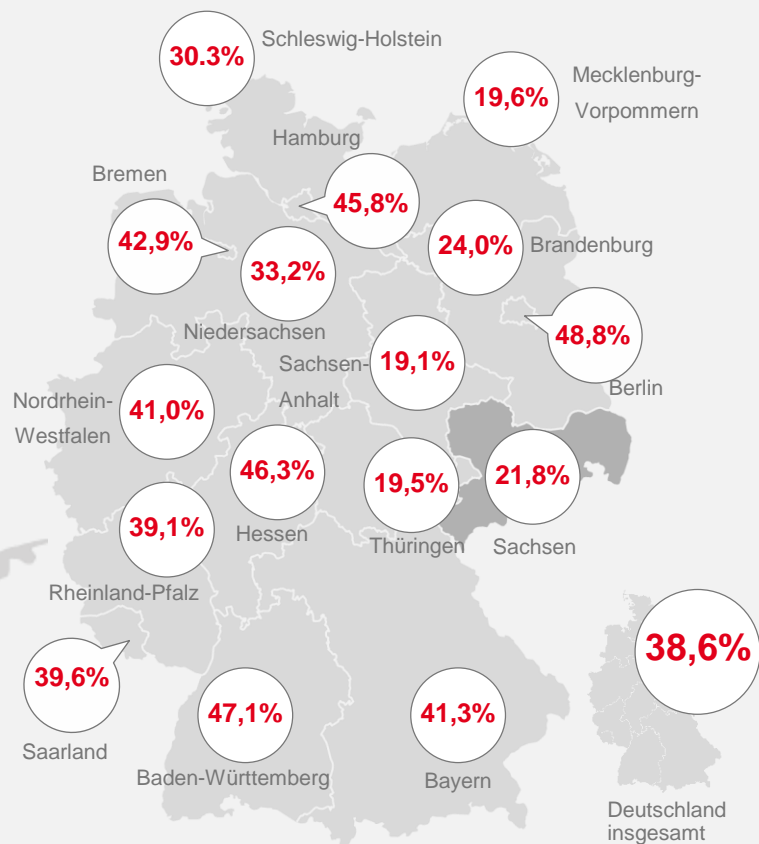 Schleswig-Holstein
30.3%
Mecklenburg-
Vorpommern
19,6%
Hamburg
45,8%
Bremen
42,9%
24,0%
Brandenburg
33,2%
Niedersachsen
48,8%
Berlin
Sachsen-
Anhalt
19,1%
Nordrhein-
Westfalen
41,0%
46,3%
Hessen
19,5%
Thüringen
21,8%
Sachsen
39,1%
Rheinland-Pfalz
39,6%
Saarland
47,1%
Baden-Württemberg
41,3%
Bayern
38,6%
Deutschland
insgesamt